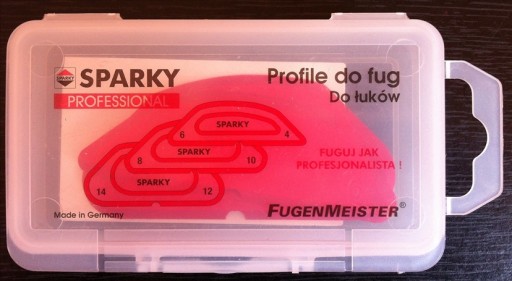 SPARKY
SPARKY
PROFESSIONAL
Profile do fug
Do łuków
6 SPARKY 4
8 SPARKY 10
14 SPARKY 12
FUGUJ JAK
PROFESJONALISTA !
Made in Germany
FUGENMEISTER®